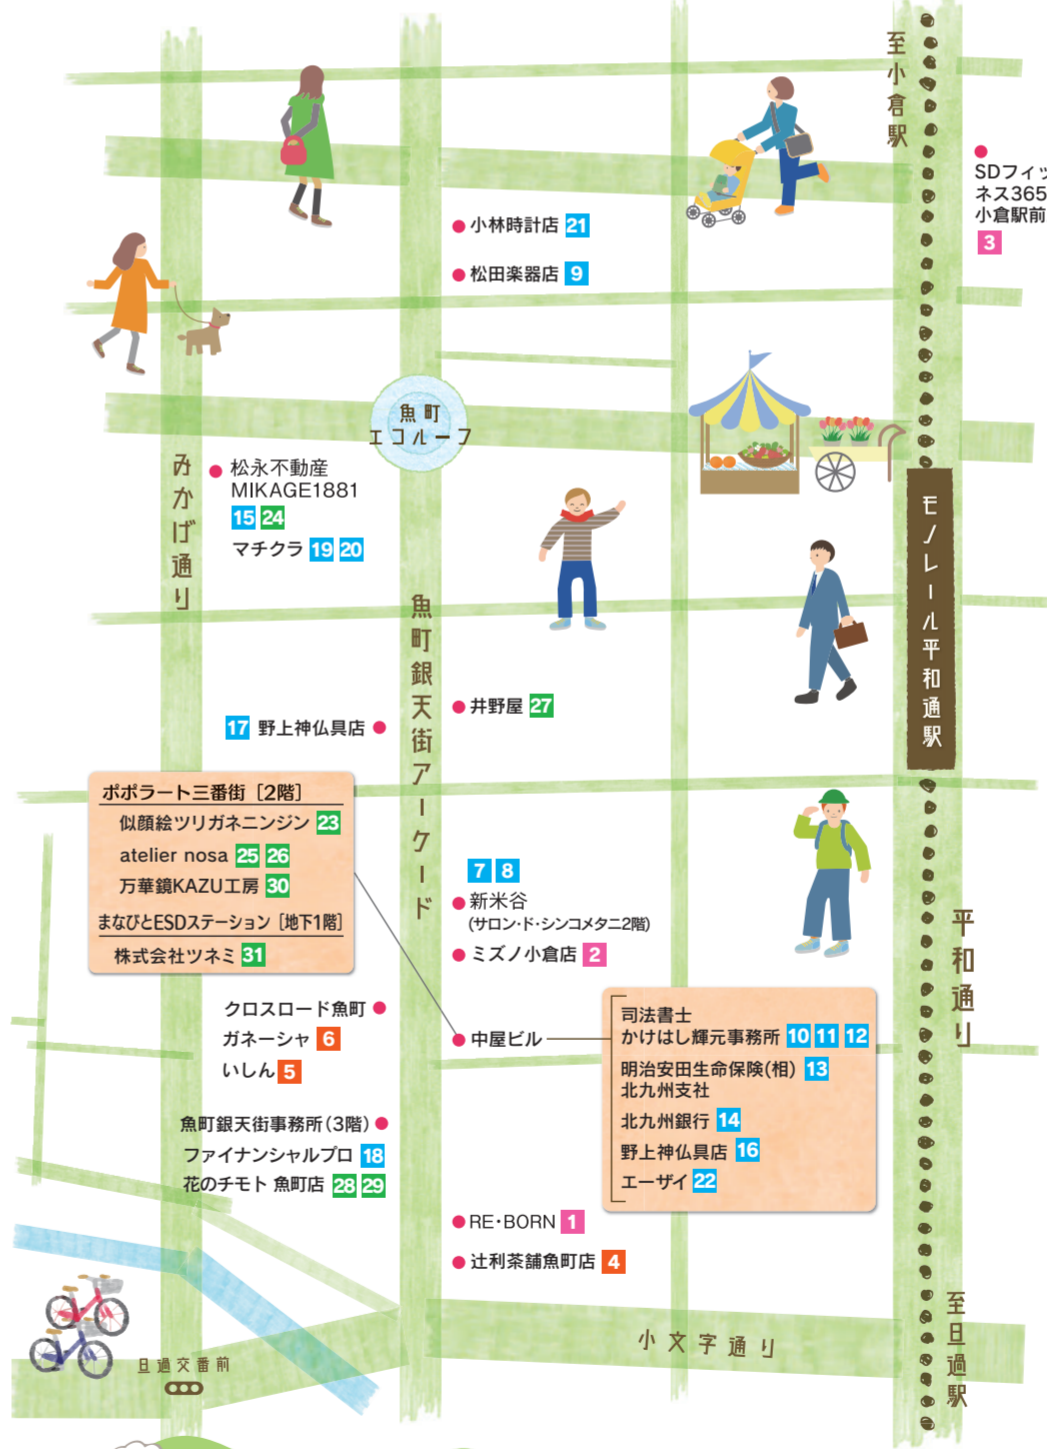 至小倉駅
SDフィッ
ネス365
小倉駅前
3
小林時計店 21
松田楽器店 9
魚町
エコルーフ
みかげ通り
松永不動産
MIKAGE1881
15 24
マチクラ 19 20
モノレール平和通駅
魚町銀天街アーケード
井野屋 27
17 野上神仏具店
ポポラート三番街［2階］
似顔絵ツリガネニンジン 23
atelier nosa 25 26
万華鏡KAZU工房 30
まなびとESDステーション［地下1階］
株式会社ツネミ 31
7 8
新米谷
(サロン・ド・シンコメタニ2階)
ミズノ小倉店 2
平和通り
クロスロード魚町
ガネーシャ 6
いしん 5
中屋ビル
司法書士
かけはし輝元事務所 10 11 12
明治安田生命保険(相) 13
北九州支社
北九州銀行 14
野上神仏具店 16
エーザイ 22
魚町銀天街事務所(3階)
ファイナンシャルプロ 18
花のチモト 魚町店 28 29
RE・BORN 1
辻利茶舗魚町店 4
小文字通り
至旦過駅
旦過交番前